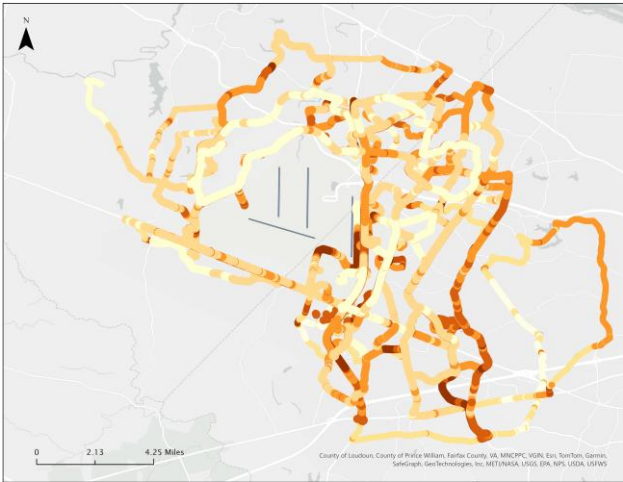 N
0 2.13 4.25 Miles
County of Loudoun, County of Prince William, Fairfax County, VA, MNCPPC, VGIN, Esri, TomTom, Garmin,
SafeGraph, GeoTechnologies, Inc, METI/NASA, USGS, EPA, NPS, USDA, USFWS